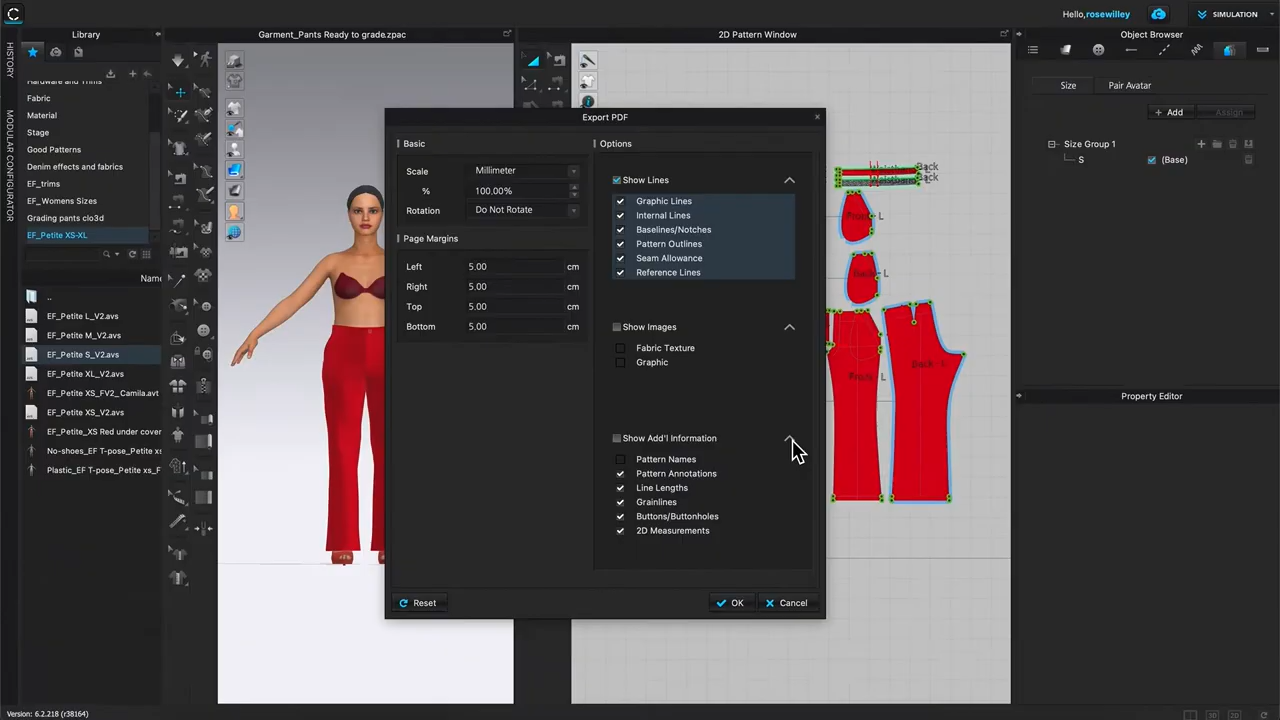 Hello, rosewilley
SIMULATION
Library
Garment_Pants Ready to grade.zpac
2D Pattern Window
Object Browser
HISTORY
MODULAR CONFIGURATOR
Hardware and Trims
Fabric
Material
Stage
Good Patterns
Denim effects and fabrics
EF_trims
EF_Womens Sizes
Grading pants clo3d
EF_Petite XS-XL
Name
..
EF_Petite L_V2.avs
EF_Petite M_V2.avs
EF_Petite S_V2.avs
EF_Petite XL_V2.avs
EF_Petite XS_FV2_Camila.avt
EF_Petite XS_V2.avs
EF_Petite_XS Red under cover
No-shoes_EF T-pose_Petite xs_F
Plastic_EF T-pose_Petite xs_F
Export PDF
Basic
Scale Millimeter
% 100.00%
Rotation Do Not Rotate
Page Margins
Left 5.00 cm
Right 5.00 cm
Top 5.00 cm
Bottom 5.00 cm
Options
Show Lines
Graphic Lines
Internal Lines
Baselines/Notches
Pattern Outlines
Seam Allowance
Reference Lines
Show Images
Fabric Texture
Graphic
Show Add'l Information
Pattern Names
Pattern Annotations
Line Lengths
Grainlines
Buttons/Buttonholes
2D Measurements
Reset
OK
Cancel
Back
Back
L
L
L
Back L
Size
Pair Avatar
+ Add
Assign
Size Group 1
S (Base)
Property Editor
Version: 6.2.218 (r38164)
3D
2D